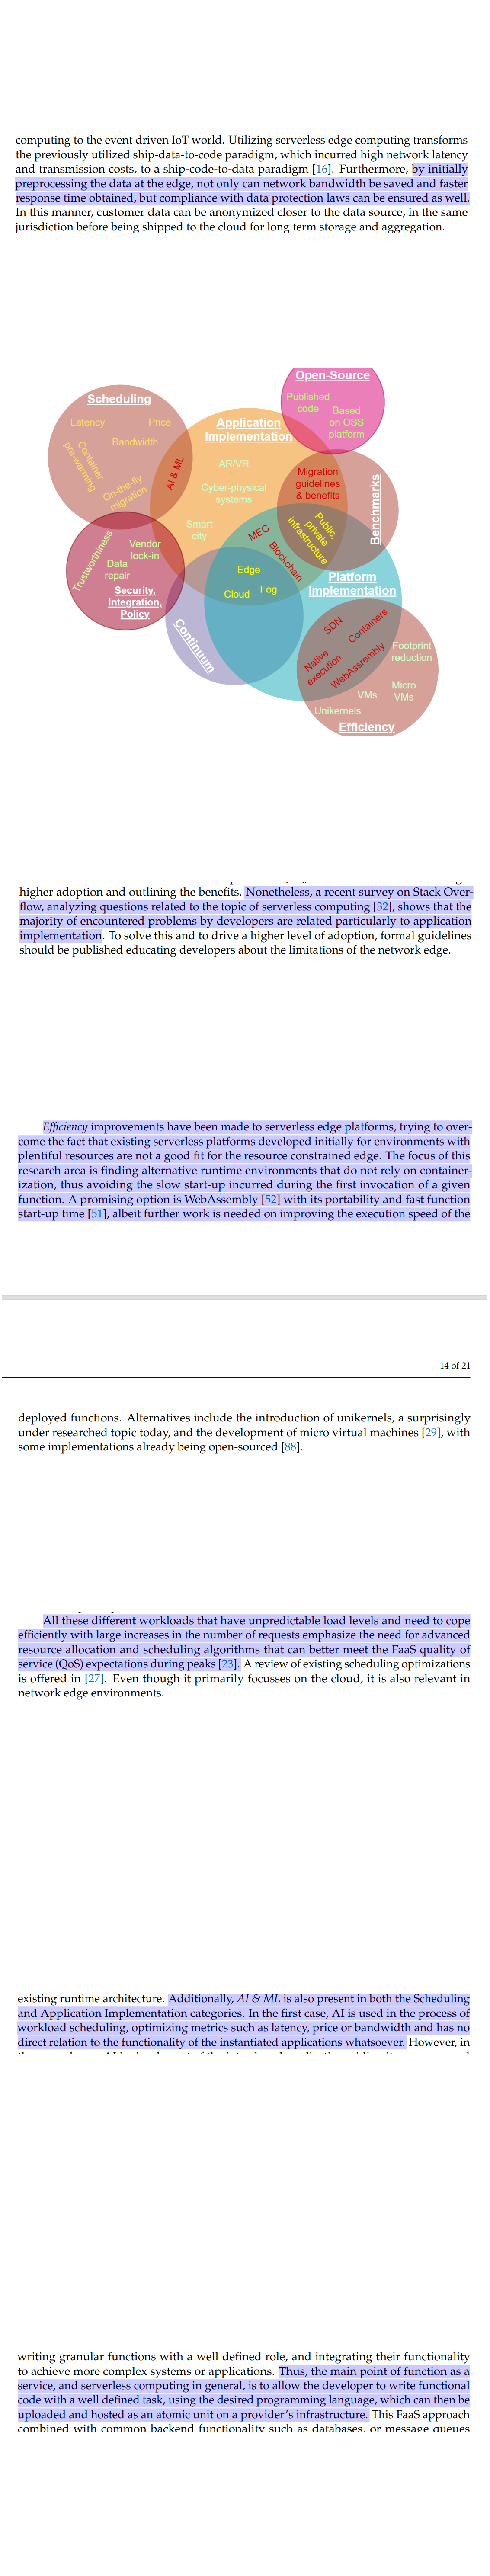 computing to the event driven IoT world. Utilizing serverless edge computing transforms
the previously utilized ship-data-to-code paradigm, which incurred high network latency
and transmission costs, to a ship-code-to-data paradigm [16]. Furthermore, by initially
preprocessing the data at the edge, not only can network bandwidth be saved and faster
response time obtained, but compliance with data protection laws can be ensured as well.
In this manner, customer data can be anonymized closer to the data source, in the same
jurisdiction before being shipped to the cloud for long term storage and aggregation.
Open-Source
Published
code
Based
on OSS
platform
Scheduling
Latency
Price
Bandwidth
Container
pre-warming
On-the-fly
migration
AI & ML
Application
Implementation
AR/VR
Cyber-physical
systems
Smart
city
Migration
guidelines
& benefits
Public,
private
infrastructure
Benchmarks
MEC
Blockchain
Trustworthiness
Vendor
lock-in
Data
repair
Security,
Integration,
Policy
Edge
Cloud
Fog
Continuum
Platform
Implementation
SDN
Containers
Native
execution
WebAssrembly
Footprint
reduction
Micro
VMs
VMs
Unikernels
Efficiency
higher adoption and outlining the benefits. Nonetheless, a recent survey on Stack Over-
flow, analyzing questions related to the topic of serverless computing [32], shows that the
majority of encountered problems by developers are related particularly to application
implementation. To solve this and to drive a higher level of adoption, formal guidelines
should be published educating developers about the limitations of the network edge.
Efficiency improvements have been made to serverless edge platforms, trying to over-
come the fact that existing serverless platforms developed initially for environments with
plentiful resources are not a good fit for the resource constrained edge. The focus of this
research area is finding alternative runtime environments that do not rely on container-
ization, thus avoiding the slow start-up incurred during the first invocation of a given
function. A promising option is WebAssembly [52] with its portability and fast function
start-up time [51], albeit further work is needed on improving the execution speed of the
14 of 21
deployed functions. Alternatives include the introduction of unikernels, a surprisingly
under researched topic today, and the development of micro virtual machines [29], with
some implementations already being open-sourced [88].
All these different workloads that have unpredictable load levels and need to cope
efficiently with large increases in the number of requests emphasize the need for advanced
resource allocation and scheduling algorithms that can better meet the FaaS quality of
service (QoS) expectations during peaks [23]. A review of existing scheduling optimizations
is offered in [27]. Even though it primarily focusses on the cloud, it is also relevant in
network edge environments.
existing runtime architecture. Additionally, AI & ML is also present in both the Scheduling
and Application Implementation categories. In the first case, AI is used in the process of
workload scheduling, optimizing metrics such as latency, price or bandwidth and has no
direct relation to the functionality of the instantiated applications whatsoever. However, in
writing granular functions with a well defined role, and integrating their functionality
to achieve more complex systems or applications. Thus, the main point of function as a
service, and serverless computing in general, is to allow the developer to write functional
code with a well defined task, using the desired programming language, which can then be
uploaded and hosted as an atomic unit on a provider's infrastructure. This FaaS approach
combined with common backend functionality such as databases, or message queues